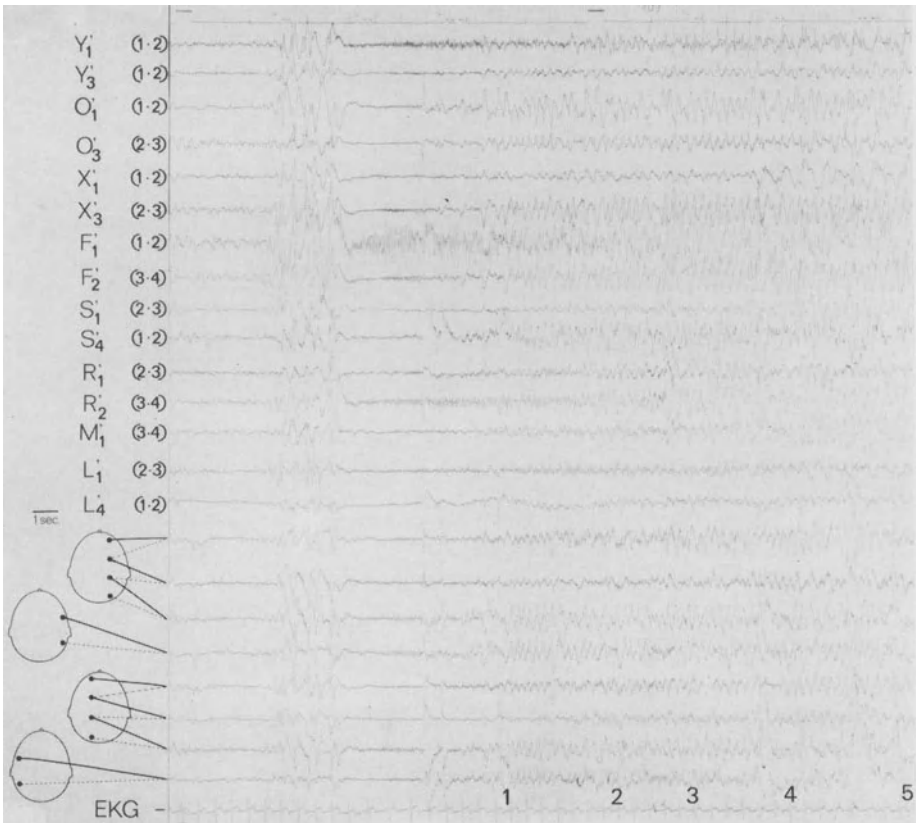 Y'1 (1·2)
Y'3 (1·2)
O'1 (1·2)
O'3 (2·3)
X'1 (1·2)
X'3 (2·3)
F'1 (1·2)
F'2 (3·4)
S'1 (2·3)
S'4 (1·2)
R'1 (2·3)
R'2 (3·4)
M'1 (3·4)
L'1 (2·3)
L'4 (1·2)
1 sec.
1 2 3 4 5
EKG